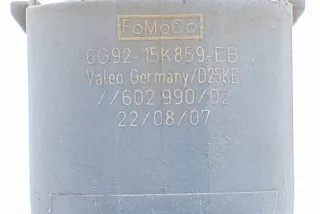 FoMoCo
6G92-15K859-EB
Valeo Germany/D25KE
//602 990/02
22/08/07